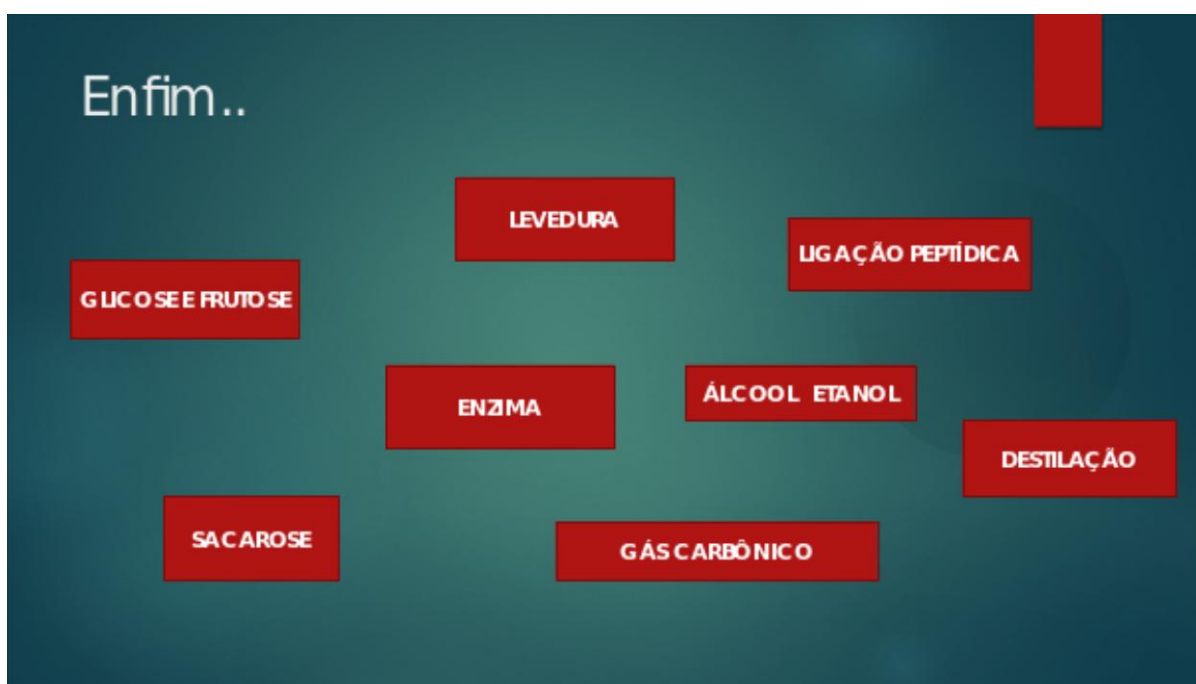 Enfim..
LEVEDURA
LIGAÇÃO PEPTÍDICA
GLICOSE E FRUTOSE
ENZIMA
ÁLCOOL ETANOL
DESTILAÇÃO
SACAROSE
GÁS CARBÔNICO